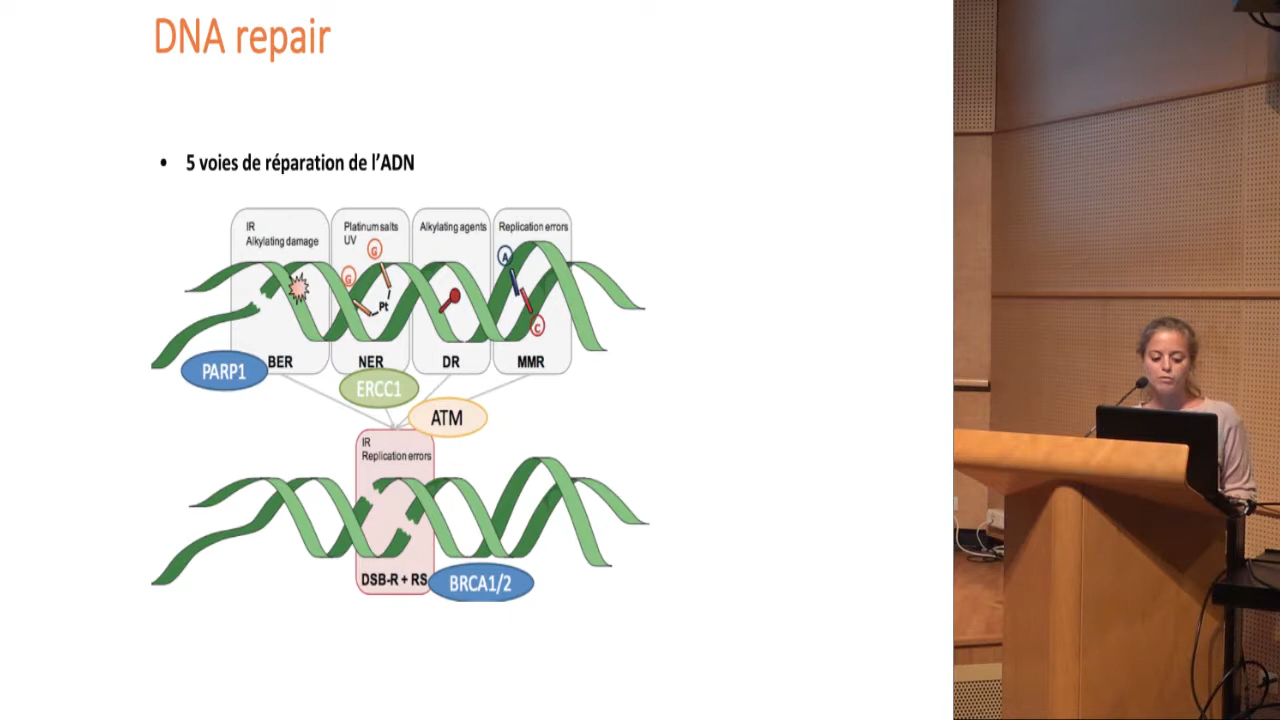 DNA repair
• 5 voies de réparation de l'ADN
IR
Alkylating damage
Platinum salts
UV
Alkylating agents
Replication errors
G
G
Pt
A
C
BER
NER
DR
MMR
PARP1
ERCC1
ATM
IR
Replication errors
DSB-R + RS
BRCA1/2